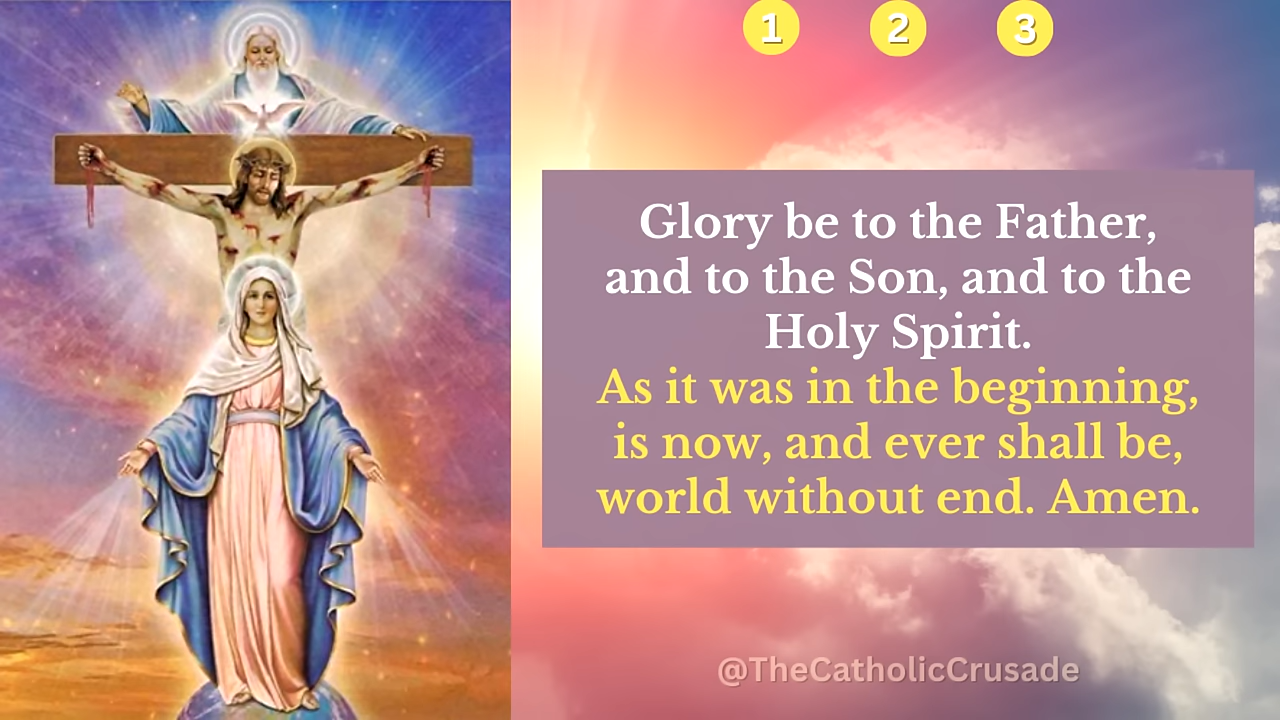 1 2 3
Glory be to the Father,
and to the Son, and to the
Holy Spirit.
As it was in the beginning,
is now, and ever shall be,
world without end. Amen.
@TheCatholicCrusade